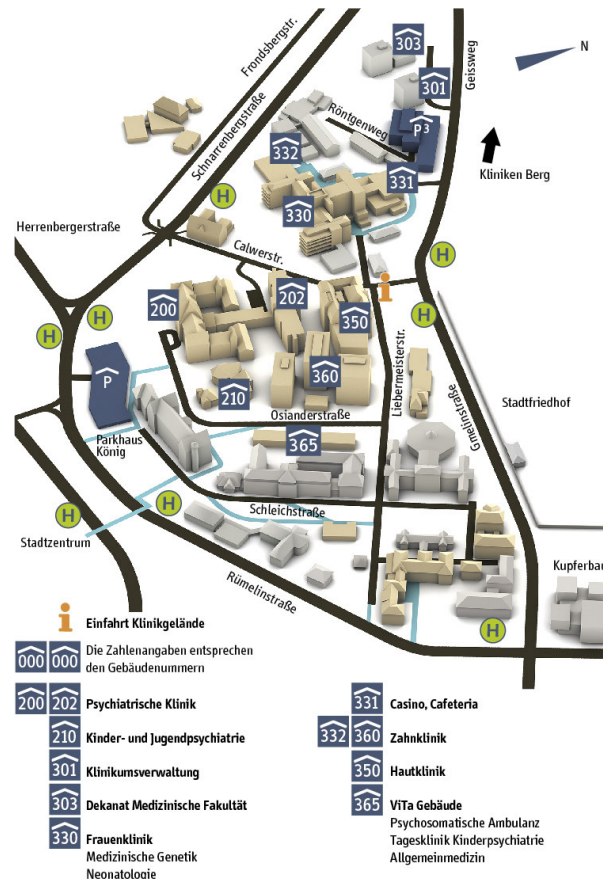 Frondsbergstr.
Schnarrenbergstraße
303
301
Geissweg
N
Röntgenweg
P3
332
331
Kliniken Berg
330
H
Herrenbergerstraße
Calwerstr.
H
200
202
i
350
H
H
H
P
210
360
Liebermeisterstr.
Gmelinstraße
Osianderstraße
Stadtfriedhof
Parkhaus
König
365
H
H
Schleichstraße
Stadtzentrum
Rümelinstraße
Kupferbau
H
i Einfahrt Klinikgelände
000 000 Die Zahlenangaben entsprechen
den Gebäudenummern
200 202 Psychiatrische Klinik
210 Kinder- und Jugendpsychiatrie
301 Klinikumsverwaltung
303 Dekanat Medizinische Fakultät
330 Frauenklinik
Medizinische Genetik
Neonatologie
331 Casino, Cafeteria
332 360 Zahnklinik
350 Hautklinik
365 ViTa Gebäude
Psychosomatische Ambulanz
Tagesklinik Kinderpsychiatrie
Allgemeinmedizin